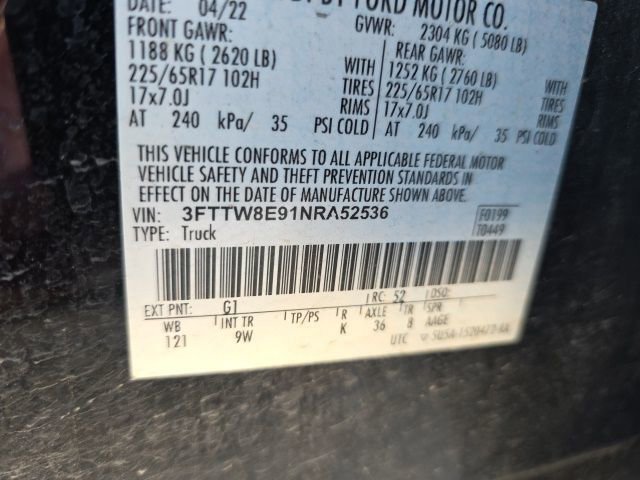 DATE: 04/22
BY FORD MOTOR CO.
FRONT GAWR: GVWR: 2304 KG ( 5080 LB)
1188 KG ( 2620 LB) WITH REAR GAWR:
225/65R17 102H TIRES 1252 KG ( 2760 LB) WITH
17x7.0J RIMS 225/65R17 102H TIRES
AT 240 kPa/ 35 PSI COLD 17x7.0J RIMS
AT 240 kPa/ 35 PSI COLD
THIS VEHICLE CONFORMS TO ALL APPLICABLE FEDERAL MOTOR
VEHICLE SAFETY AND THEFT PREVENTION STANDARDS IN
EFFECT ON THE DATE OF MANUFACTURE SHOWN ABOVE.
VIN: 3FTTW8E91NRA52536 F0199
TYPE: Truck T0449
EXT PNT: G1 RC: 52 DSO:
WB INT TR TP/PS R AXLE TR SPR
121 9W K 36 8 AAGE
UTC